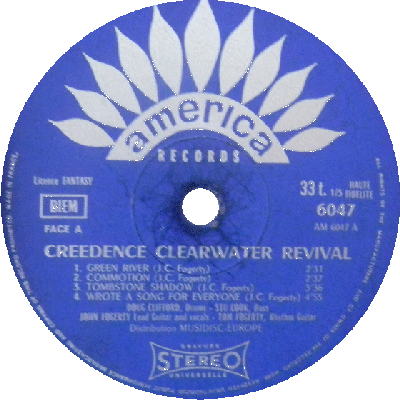 america
RECORDS
Licence FANTASY
33 t. 1/3 HAUTE FIDELITE
BIEM
6047
FACE A
AM 6047 A
CREEDENCE CLEARWATER REVIVAL
1. GREEN RIVER (J.C. Fogerty) 2'31
2. COMMOTION (J.C. Fogerty) 2'37
3. TOMBSTONE SHADOW (J.C. Fogerty) 3'36
4. WROTE A SONG FOR EVERYONE (J.C. Fogerty) 4'55
DOUG CLIFFORD, Drums - STU COOK, Bass
JOHN FOGERTY Lead Guitar and vocals - TOM FOGERTY, Rhythm Guitar
Distribution MUSIDISC-EUROPE
GRAVURE
STEREO
UNIVERSELLE